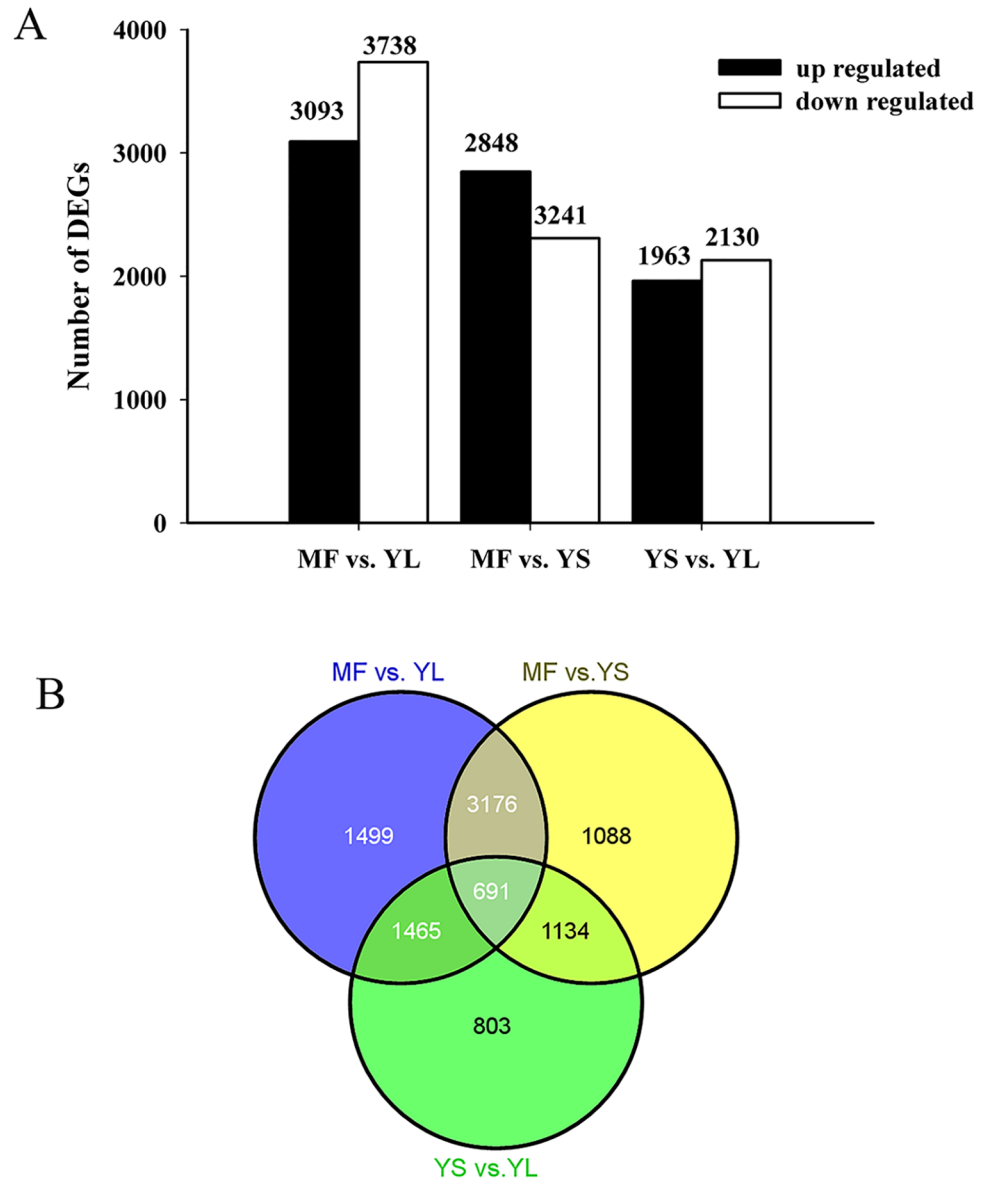 A
4000
3000
2000
1000
0
Number of DEGs
3093
3738
2848
3241
1963
2130
up regulated
down regulated
MF vs. YL
MF vs. YS
YS vs. YL
B
MF vs. YL
MF vs.YS
3176
1499
1088
691
1465
1134
803
YS vs.YL